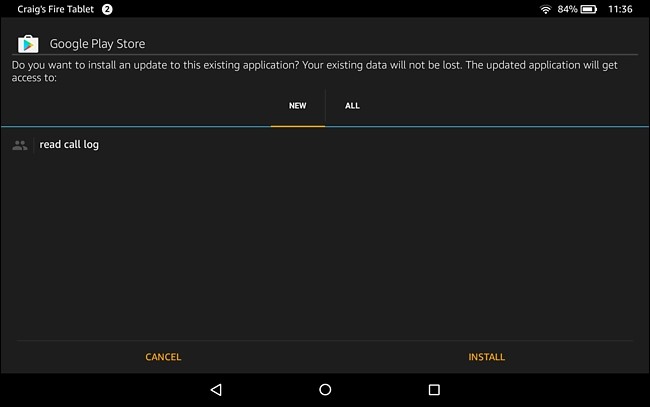 Craig's Fire Tablet 2 84% 11:36
Google Play Store
Do you want to install an update to this existing application? Your existing data will not be lost. The updated application will get
access to:
NEW ALL
read call log
CANCEL INSTALL